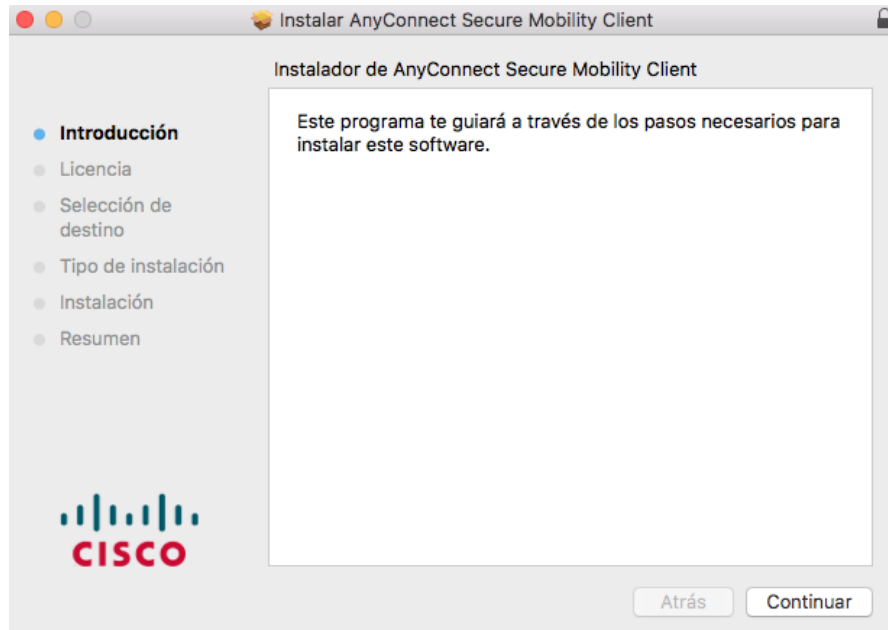 Instalar AnyConnect Secure Mobility Client
Instalador de AnyConnect Secure Mobility Client
Introducción
Licencia
Selección de
destino
Tipo de instalación
Instalación
Resumen
Este programa te guiará a través de los pasos necesarios para
instalar este software.
CISCO
Atrás
Continuar